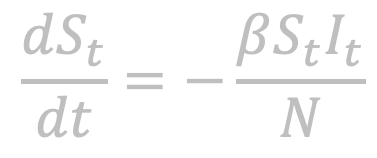 dS_t/dt = − βS_tI_t/N